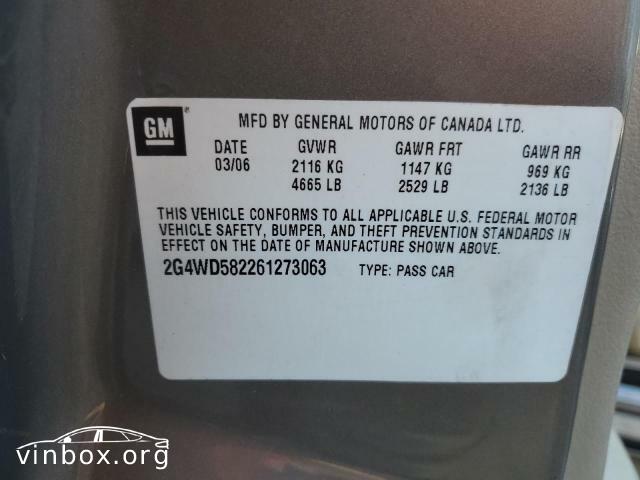 GM MFD BY GENERAL MOTORS OF CANADA LTD.
DATE GVWR GAWR FRT GAWR RR
03/06 2116 KG 1147 KG 969 KG
4665 LB 2529 LB 2136 LB
THIS VEHICLE CONFORMS TO ALL APPLICABLE U.S. FEDERAL MOTOR
VEHICLE SAFETY, BUMPER, AND THEFT PREVENTION STANDARDS IN
EFFECT ON THE DATE OF MANUFACTURE SHOWN ABOVE.
2G4WD582261273063 TYPE: PASS CAR
vinbox.org